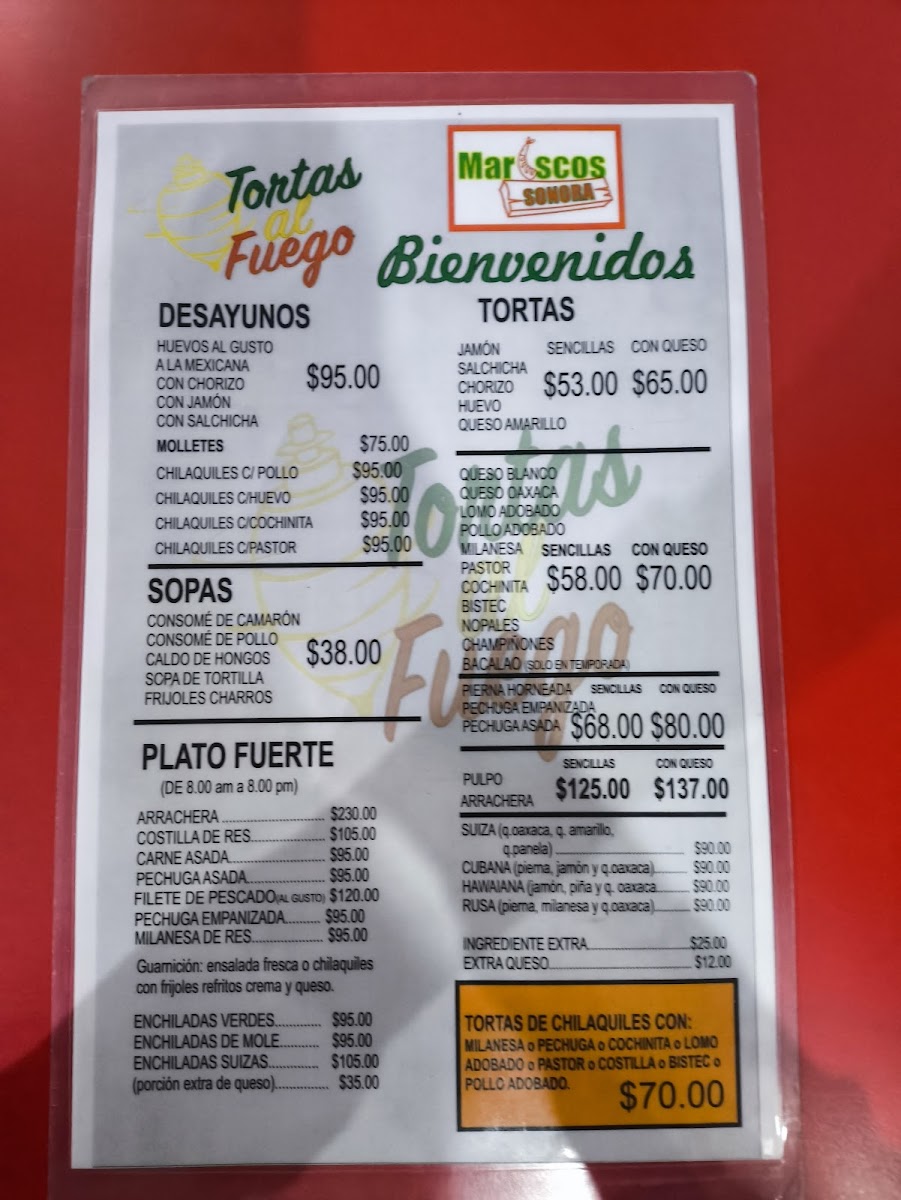 Tortas
al
Fuego
Mariscos
SONORA
Bienvenidos
DESAYUNOS
HUEVOS AL GUSTO
A LA MEXICANA
CON CHORIZO $95.00
CON JAMÓN
CON SALCHICHA
MOLLETES $75.00
CHILAQUILES C/ POLLO $95.00
CHILAQUILES C/HUEVO $95.00
CHILAQUILES C/COCHINITA $95.00
CHILAQUILES C/PASTOR $95.00
SOPAS
CONSOMÉ DE CAMARÓN
CONSOMÉ DE POLLO
CALDO DE HONGOS $38.00
SOPA DE TORTILLA
FRIJOLES CHARROS
PLATO FUERTE
(DE 8.00 am a 8.00 pm)
ARRACHERA ............................ $230.00
COSTILLA DE RES.................... $105.00
CARNE ASADA.......................... $95.00
PECHUGA ASADA...................... $95.00
FILETE DE PESCADO(AL GUSTO) $120.00
PECHUGA EMPANIZADA.......... $95.00
MILANESA DE RES.................... $95.00
Guarnición: ensalada fresca o chilaquiles
con frijoles refritos crema y queso.
ENCHILADAS VERDES............. $95.00
ENCHILADAS DE MOLE........... $95.00
ENCHILADAS SUIZAS.............. $105.00
(porción extra de queso)............... $35.00
TORTAS
JAMÓN SENCILLAS CON QUESO
SALCHICHA
CHORIZO $53.00 $65.00
HUEVO
QUESO AMARILLO
QUESO BLANCO
QUESO OAXACA
LOMO ADOBADO
POLLO ADOBADO
MILANESA SENCILLAS CON QUESO
PASTOR
COCHINITA $58.00 $70.00
BISTEC
NOPALES
CHAMPIÑONES
BACALAO (SOLO EN TEMPORADA)
PIERNA HORNEADA SENCILLAS CON QUESO
PECHUGA EMPANIZADA
PECHUGA ASADA $68.00 $80.00
SENCILLAS CON QUESO
PULPO
ARRACHERA $125.00 $137.00
SUIZA (q.oaxaca, q. amarillo,
q.panela) .................................... $90.00
CUBANA (pierna, jamón y q.oaxaca).......... $90.00
HAWAIANA (jamón, piña y q. oaxaca.......... $90.00
RUSA (pierna, milanesa y q.oaxaca).......... $90.00
INGREDIENTE EXTRA.............................$25.00
EXTRA QUESO......................................... $12.00
TORTAS DE CHILAQUILES CON:
MILANESA o PECHUGA o COCHINITA o LOMO
ADOBADO o PASTOR o COSTILLA o BISTEC o
POLLO ADOBADO.
$70.00
Tortas
al
Fuego